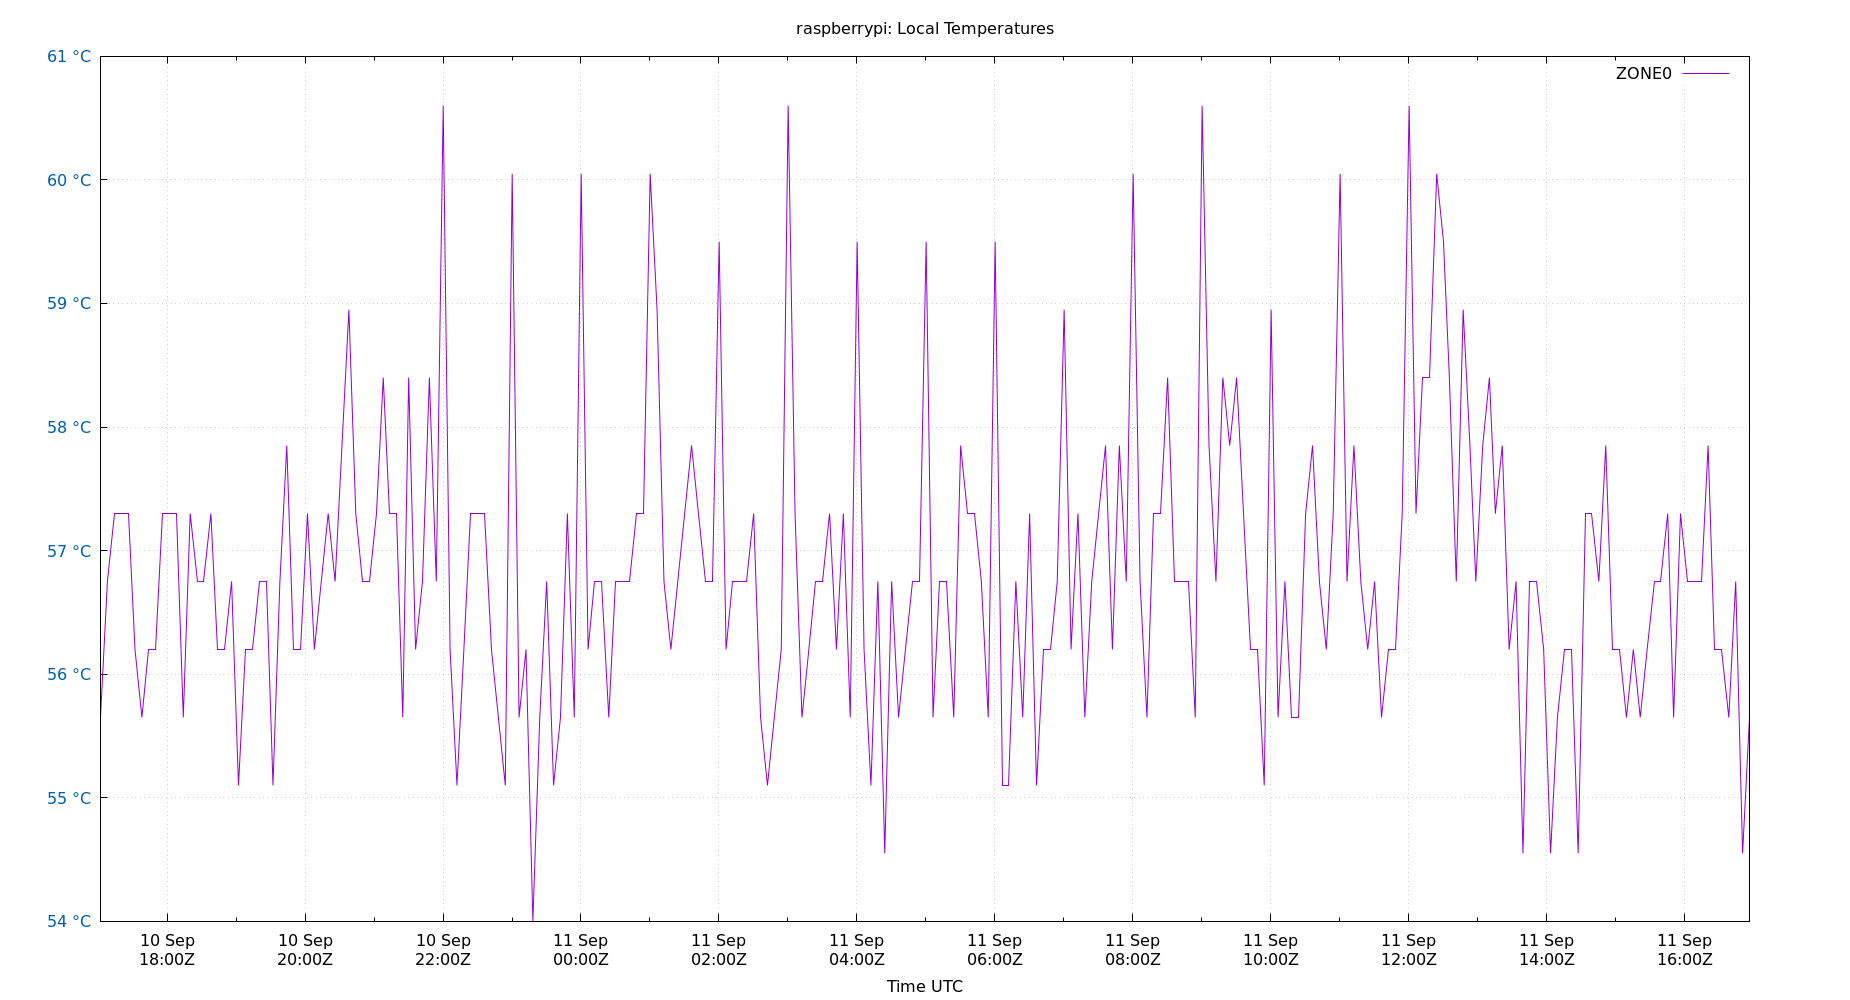 raspberrypi: Local Temperatures
61 °C
ZONE0
60 °C
59 °C
58 °C
57 °C
56 °C
55 °C
54 °C
10 Sep 10 Sep 10 Sep 11 Sep 11 Sep 11 Sep 11 Sep 11 Sep 11 Sep 11 Sep 11 Sep 11 Sep
18:00Z 20:00Z 22:00Z 00:00Z 02:00Z 04:00Z 06:00Z 08:00Z 10:00Z 12:00Z 14:00Z 16:00Z
Time UTC